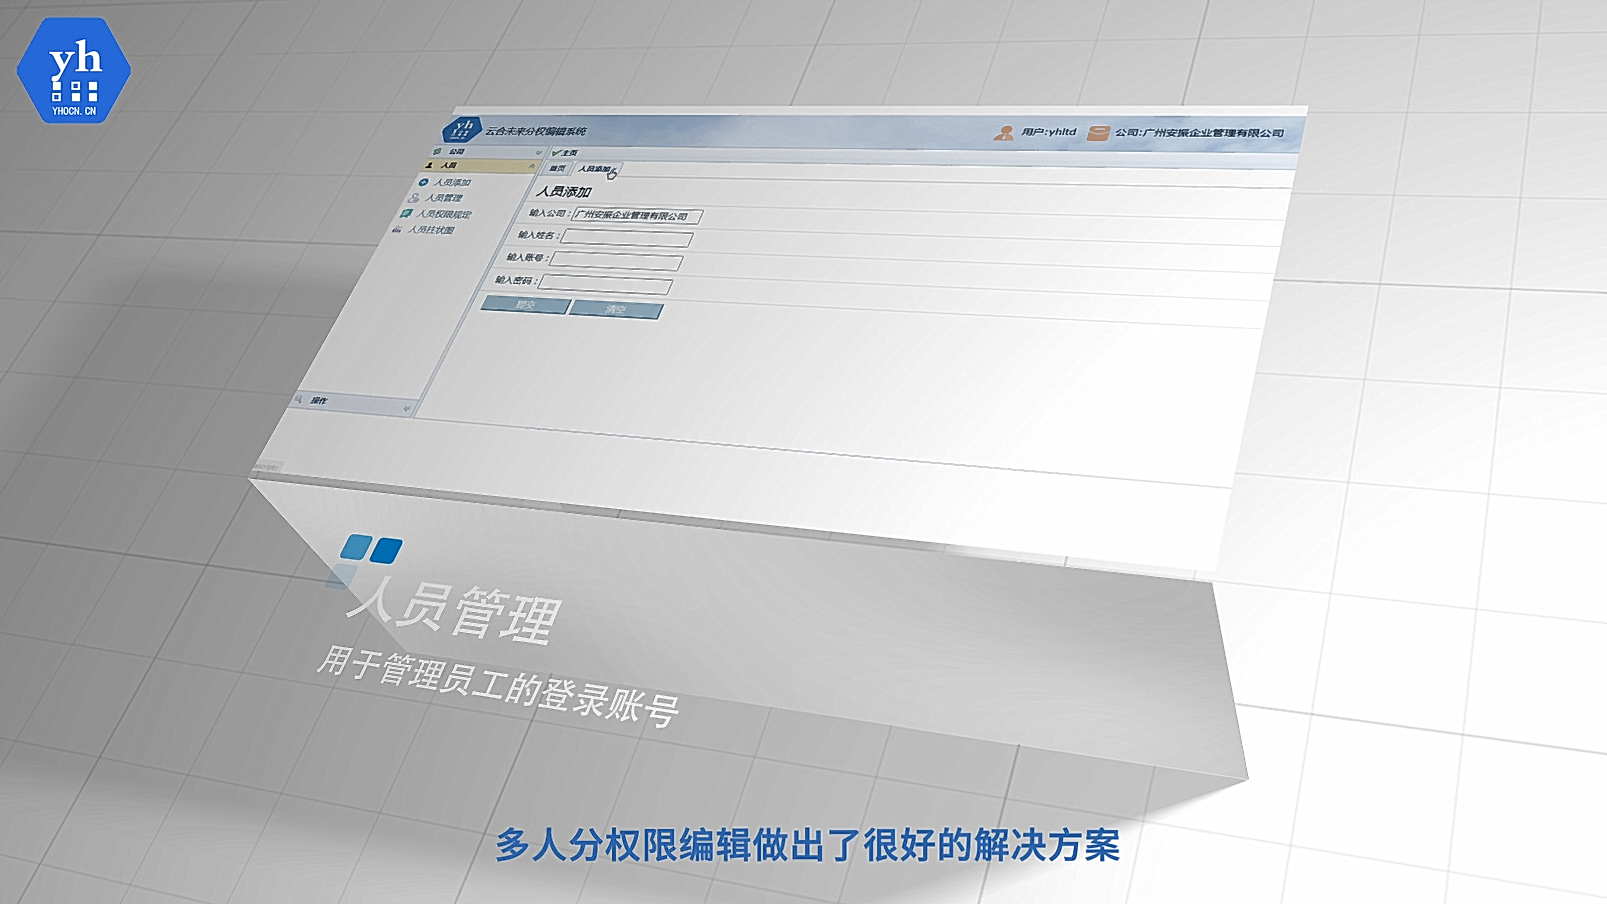 yh
YHOCN.CN
yh
云合未来分权编辑系统
用户:yhltd
公司:广州安振企业管理有限公司
公司
主页
人员
首页
人员添加
人员添加
人员添加
人员管理
输入公司：
广州安振企业管理有限公司
人员权限规定
输入姓名：
人员柱状图
输入账号：
输入密码：
提交
清空
操作
人员管理
用于管理员工的登录账号
多人分权限编辑做出了很好的解决方案